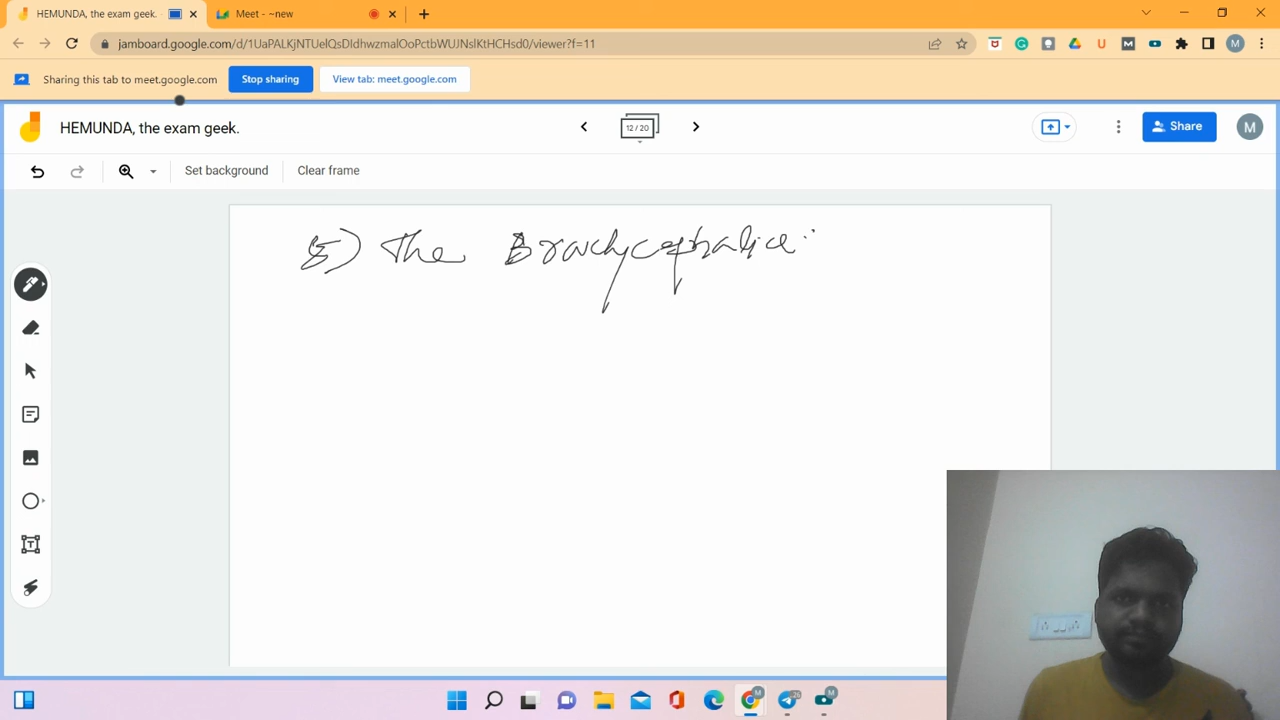 HEMUNDA, the exam geek.
Meet - ~new
jamboard.google.com/d/1UaPALKjNTUelQsDIdhwzmalOoPctbWUJNslKtHCHsd0/viewer?f=11
M
Sharing this tab to meet.google.com
Stop sharing
View tab: meet.google.com
HEMUNDA, the exam geek.
12 / 20
Share
M
Set background
Clear frame
5) The Brachycephalice: